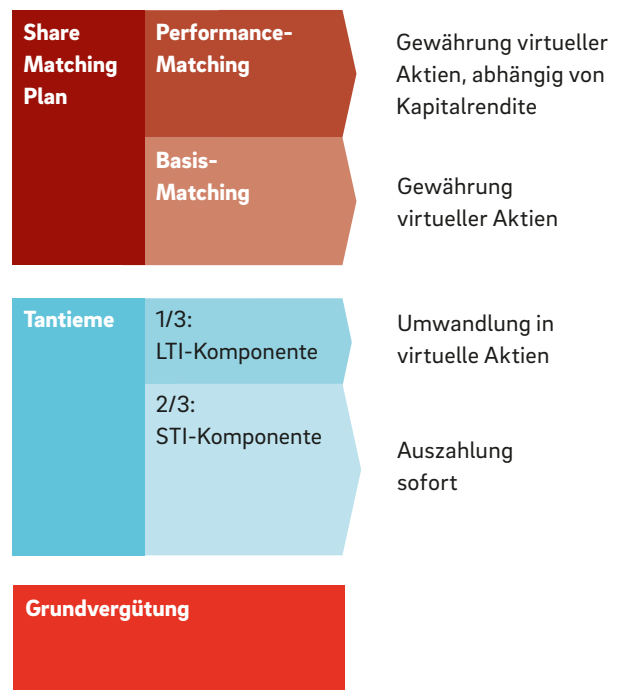 Share
Matching
Plan
Performance-
Matching
Gewährung virtueller
Aktien, abhängig von
Kapitalrendite
Basis-
Matching
Gewährung
virtueller Aktien
Tantieme
1/3:
LTI-Komponente
Umwandlung in
virtuelle Aktien
2/3:
STI-Komponente
Auszahlung
sofort
Grundvergütung